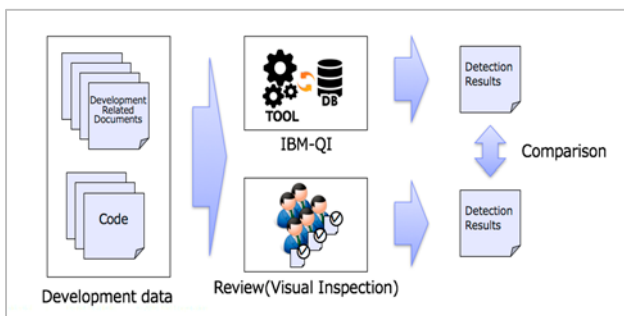 Development
Related
Documents
Code
Development data
TOOL
DB
IBM-QI
Review(Visual Inspection)
Detection
Results
Comparison
Detection
Results